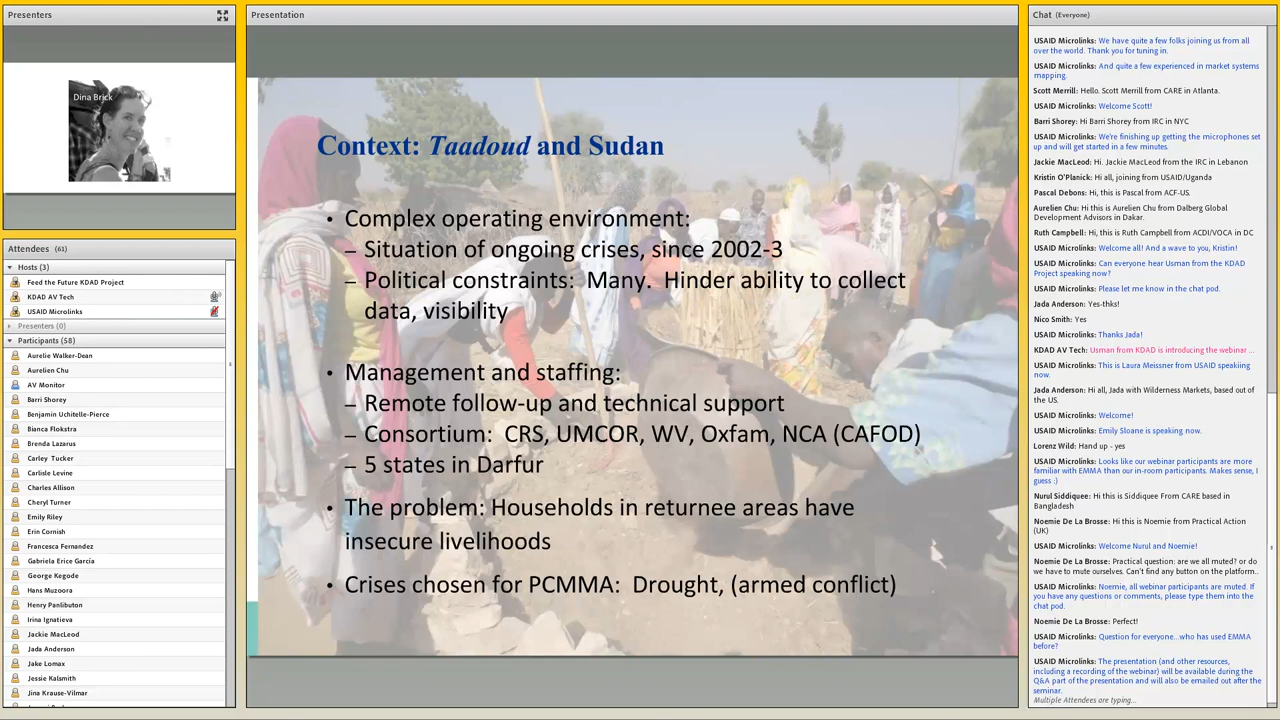 Presenters
Dina Brick
Attendees (61)
Hosts (3)
Feed the Future KDAD Project
KDAD AV Tech
USAID Microlinks
Presenters (0)
Participants (58)
Aurelie Walker-Dean
Aurelien Chu
AV Monitor
Barri Shorey
Benjamin Uchitelle-Pierce
Bianca Flokstra
Brenda Lazarus
Carley Tucker
Carlisle Levine
Charles Allison
Cheryl Turner
Emily Riley
Erin Cornish
Francesca Fernandez
Gabriela Erice García
George Kegode
Hans Muzoora
Henry Panlibuton
Irina Ignatieva
Jackie MacLeod
Jada Anderson
Jake Lomax
Jessie Kalsmith
Jina Krause-Vilmar
Presentation
Context: Taadoud and Sudan
• Complex operating environment:
– Situation of ongoing crises, since 2002-3
– Political constraints: Many. Hinder ability to collect
data, visibility
• Management and staffing:
– Remote follow-up and technical support
– Consortium: CRS, UMCOR, WV, Oxfam, NCA (CAFOD)
– 5 states in Darfur
• The problem: Households in returnee areas have
insecure livelihoods
• Crises chosen for PCMMA: Drought, (armed conflict)
Chat (Everyone)
USAID Microlinks: We have quite a few folks joining us from all
over the world. Thank you for tuning in.
USAID Microlinks: And quite a few experienced in market systems
mapping.
Scott Merrill: Hello. Scott Merrill from CARE in Atlanta.
USAID Microlinks: Welcome Scott!
Barri Shorey: Hi Barri Shorey from IRC in NYC
USAID Microlinks: We're finishing up getting the microphones set
up and will get started in a few minutes.
Jackie MacLeod: Hi. Jackie MacLeod from the IRC in Lebanon
Kristin O'Planick: Hi all, joining from USAID/Uganda
Pascal Debons: Hi, this is Pascal from ACF-US.
Aurelien Chu: Hi this is Aurelien Chu from Dalberg Global
Development Advisors in Dakar.
Ruth Campbell: Hi, this is Ruth Campbell from ACDI/VOCA in DC
USAID Microlinks: Welcome all! And a wave to you, Kristin!
USAID Microlinks: Can everyone hear Usman from the KDAD
Project speaking now?
USAID Microlinks: Please let me know in the chat pod.
Jada Anderson: Yes-thks!
Nico Smith: Yes
USAID Microlinks: Thanks Jada!
KDAD AV Tech: Usman from KDAD is introducing the webinar ...
USAID Microlinks: This is Laura Meissner from USAID speakiing
now.
Jada Anderson: Hi all, Jada with Wilderness Markets, based out of
the US.
USAID Microlinks: Welcome!
USAID Microlinks: Emily Sloane is speaking now.
Lorenz Wild: Hand up - yes
USAID Microlinks: Looks like our webinar participants are more
familiar with EMMA than our in-room participants. Makes sense, I
guess :)
Nurul Siddiquee: Hi this is Siddiquee From CARE based in
Bangladesh
Noemie De La Brosse: Hi this is Noemie from Practical Action
(UK)
USAID Microlinks: Welcome Nurul and Noemie!
Noemie De La Brosse: Practical question: are we all muted? or do
we have to mute ourselves. Can't find any button on the platform..
USAID Microlinks: Noemie, all webinar participants are muted. If
you have any questions or comments, please type them into the
chat pod.
Noemie De La Brosse: Perfect!
USAID Microlinks: Question for everyone...who has used EMMA
before?
USAID Microlinks: The presentation (and other resources,
including a recording of the webinar) will be available during the
Q&A part of the presentation and will also be emailed out after the
seminar.
Multiple Attendees are typing...